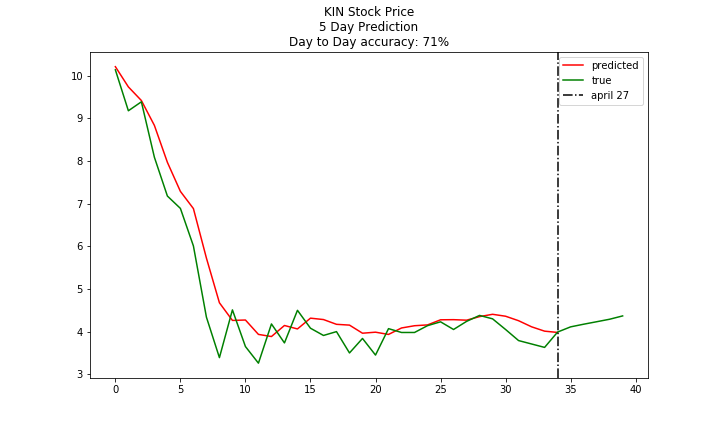 KIN Stock Price
5 Day Prediction
Day to Day accuracy: 71%
predicted
true
april 27
10
9
8
7
6
5
4
3
0 5 10 15 20 25 30 35 40